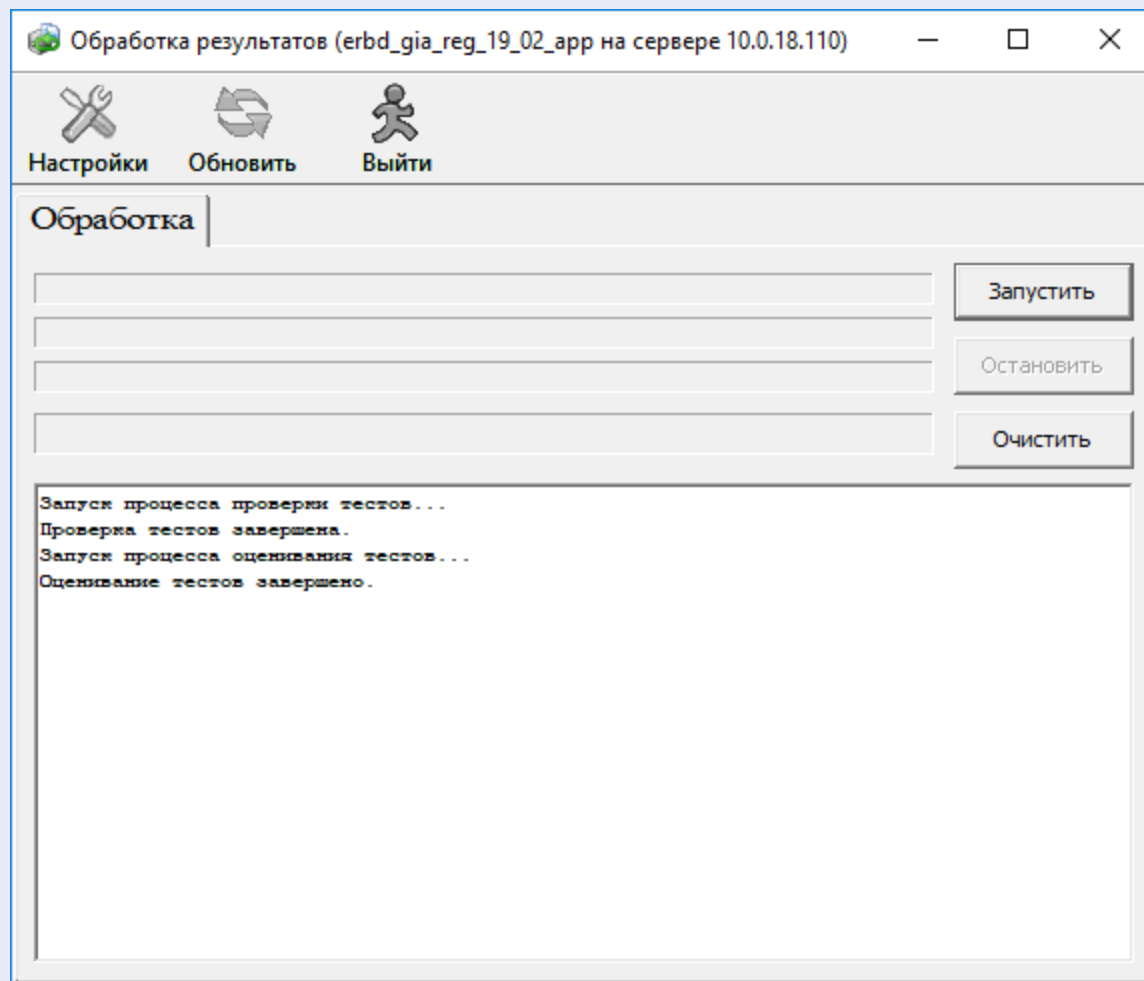 Обработка результатов (erbd_gia_reg_19_02_app на сервере 10.0.18.110)
Настройки Обновить Выйти
Обработка
Запустить
Остановить
Очистить
Запуск процесса проверки тестов...
Проверка тестов завершена.
Запуск процесса оценивания тестов...
Оценивание тестов завершено.